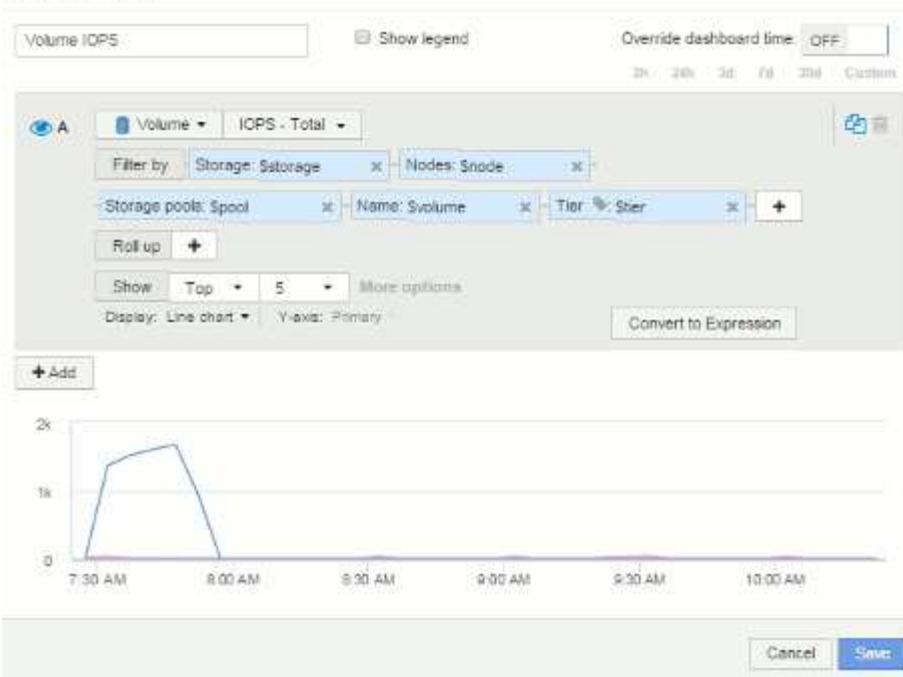 Volume IOPS
Show legend
Override dashboard time: OFF
3h 24h 3d 7d 30d Custom
A Volume IOPS - Total
Filter by Storage: $storage × Nodes: $node ×
Storage pools: $pool × Name: $volume × Tier : $tier × +
Roll up +
Show Top 5 More options
Display: Line chart Y-axis: Primary
Convert to Expression
+ Add
2k
1k
0
7:30 AM 8:00 AM 8:30 AM 9:00 AM 9:30 AM 10:00 AM
Cancel Save